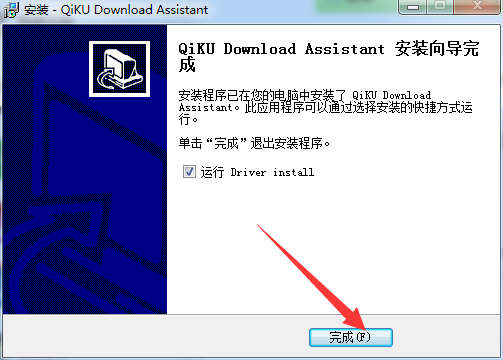 安装 - QiKU Download Assistant
QiKU Download Assistant 安装向导完
成
安装程序已在您的电脑中安装了 QiKU Download
Assistant。此应用程序可以通过选择安装的快捷方式运
行。
单击“完成”退出安装程序。
运行 Driver install
完成(F)